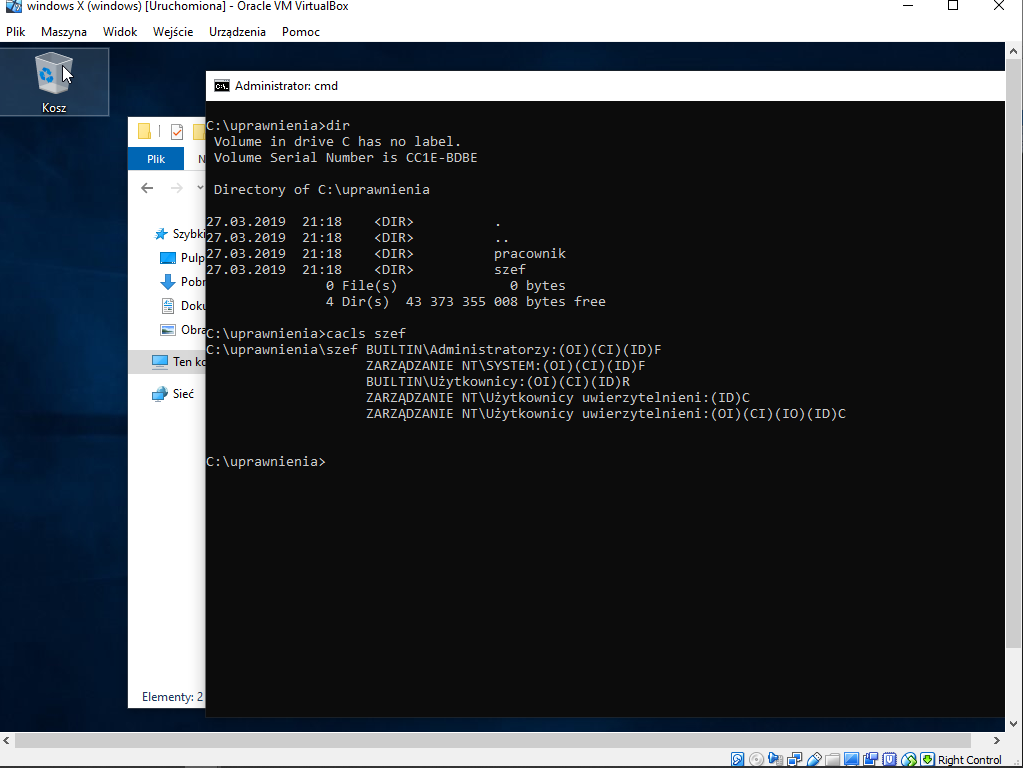 windows X (windows) [Uruchomiona] - Oracle VM VirtualBox
Plik Maszyna Widok Wejście Urządzenia Pomoc
Kosz
Administrator: cmd
C:\uprawnienia>dir
Volume in drive C has no label.
Volume Serial Number is CC1E-BDBE
Directory of C:\uprawnienia
27.03.2019 21:18 <DIR> .
27.03.2019 21:18 <DIR> ..
27.03.2019 21:18 <DIR> pracownik
27.03.2019 21:18 <DIR> szef
0 File(s) 0 bytes
4 Dir(s) 43 373 355 008 bytes free
C:\uprawnienia>cacls szef
C:\uprawnienia\szef BUILTIN\Administratorzy:(OI)(CI)(ID)F
ZARZĄDZANIE NT\SYSTEM:(OI)(CI)(ID)F
BUILTIN\Użytkownicy:(OI)(CI)(ID)R
ZARZĄDZANIE NT\Użytkownicy uwierzytelnieni:(ID)C
ZARZĄDZANIE NT\Użytkownicy uwierzytelnieni:(OI)(CI)(IO)(ID)C
C:\uprawnienia>
Plik N
Szybki
Pulp
Pobr
Doku
Obra
Ten ko
Sieć
Elementy: 2
Right Control